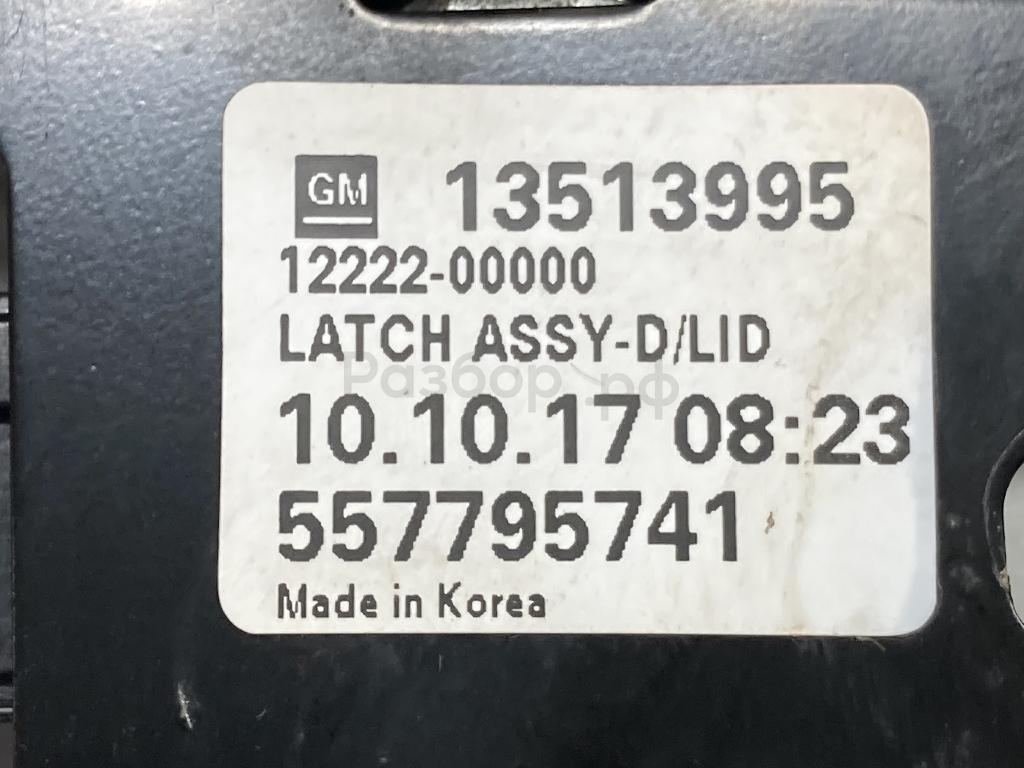 GM 13513995
12222-00000
LATCH ASSY-D/LID
Разбор.рф
10.10.17 08:23
557795741
Made in Korea